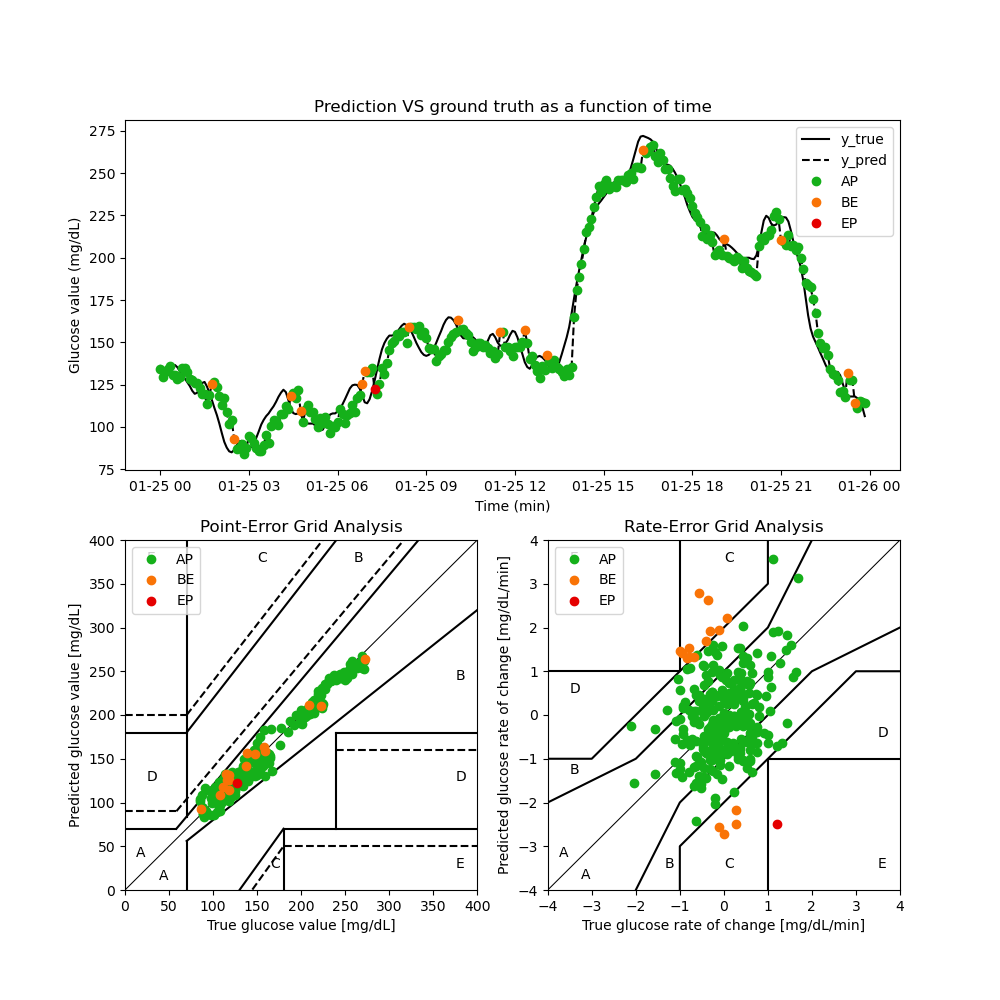 Prediction VS ground truth as a function of time
Glucose value (mg/dL)
275
250
225
200
175
150
125
100
75
y_true
y_pred
AP
BE
EP
01-25 00 01-25 03 01-25 06 01-25 09 01-25 12 01-25 15 01-25 18 01-25 21 01-26 00
Time (min)
Point-Error Grid Analysis
Predicted glucose value [mg/dL]
400
350
300
250
200
150
100
50
0
AP
BE
EP
C
B
B
D
D
A
A
C
E
0 50 100 150 200 250 300 350 400
True glucose value [mg/dL]
Rate-Error Grid Analysis
Predicted glucose rate of change [mg/dL/min]
4
3
2
1
0
−1
−2
−3
−4
AP
BE
EP
C
D
D
B
A
A
B
C
E
−4 −3 −2 −1 0 1 2 3 4
True glucose rate of change [mg/dL/min]